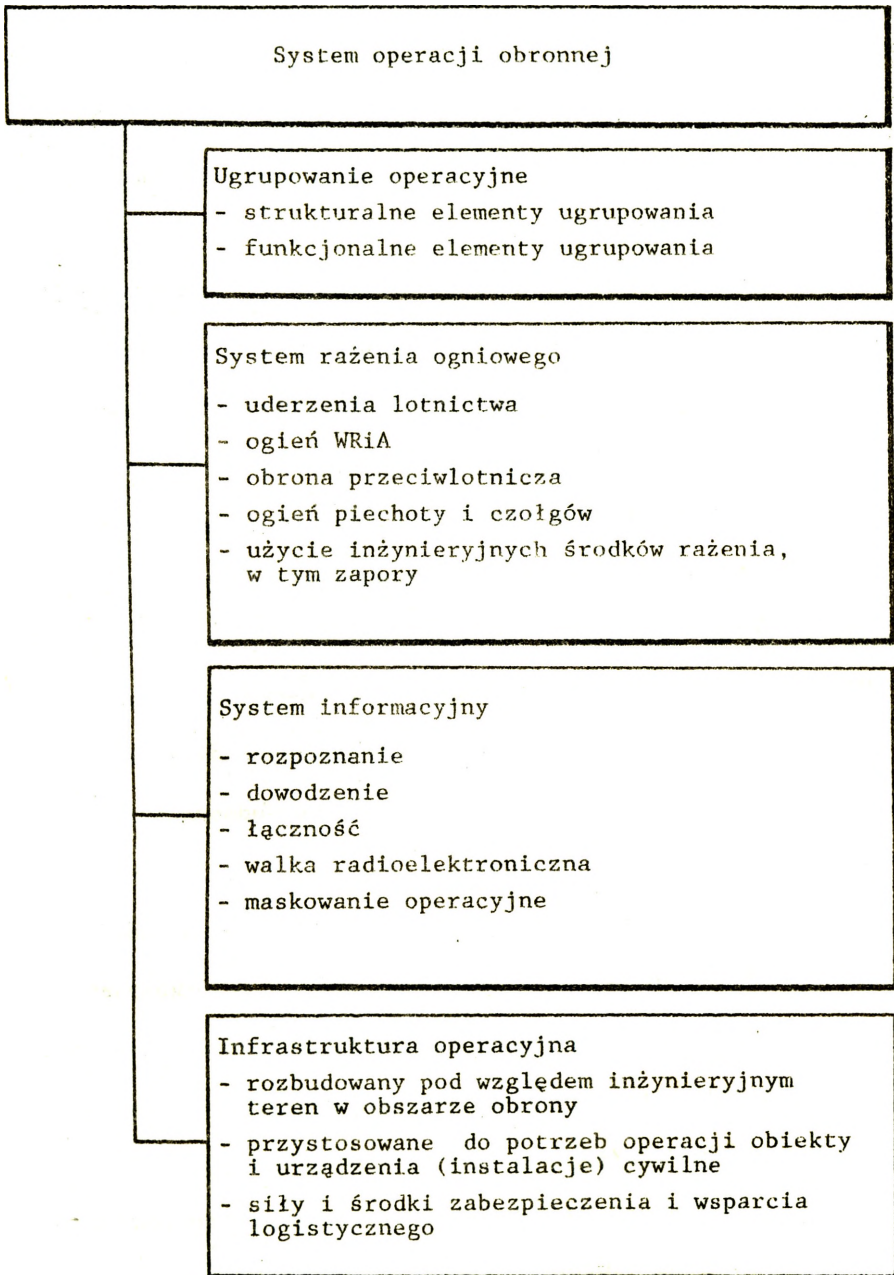 System operacji obronnej
Ugrupowanie operacyjne
- strukturalne elementy ugrupowania
- funkcjonalne elementy ugrupowania
System rażenia ogniowego
- uderzenia lotnictwa
- ogień WRiA
- obrona przeciwlotnicza
- ogień piechoty i czołgów
- użycie inżynieryjnych środków rażenia,
w tym zapory
System informacyjny
- rozpoznanie
- dowodzenie
- łączność
- walka radioelektroniczna
- maskowanie operacyjne
Infrastruktura operacyjna
- rozbudowany pod względem inżynieryjnym
teren w obszarze obrony
- przystosowane do potrzeb operacji obiekty
i urządzenia (instalacje) cywilne
- siły i środki zabezpieczenia i wsparcia
logistycznego